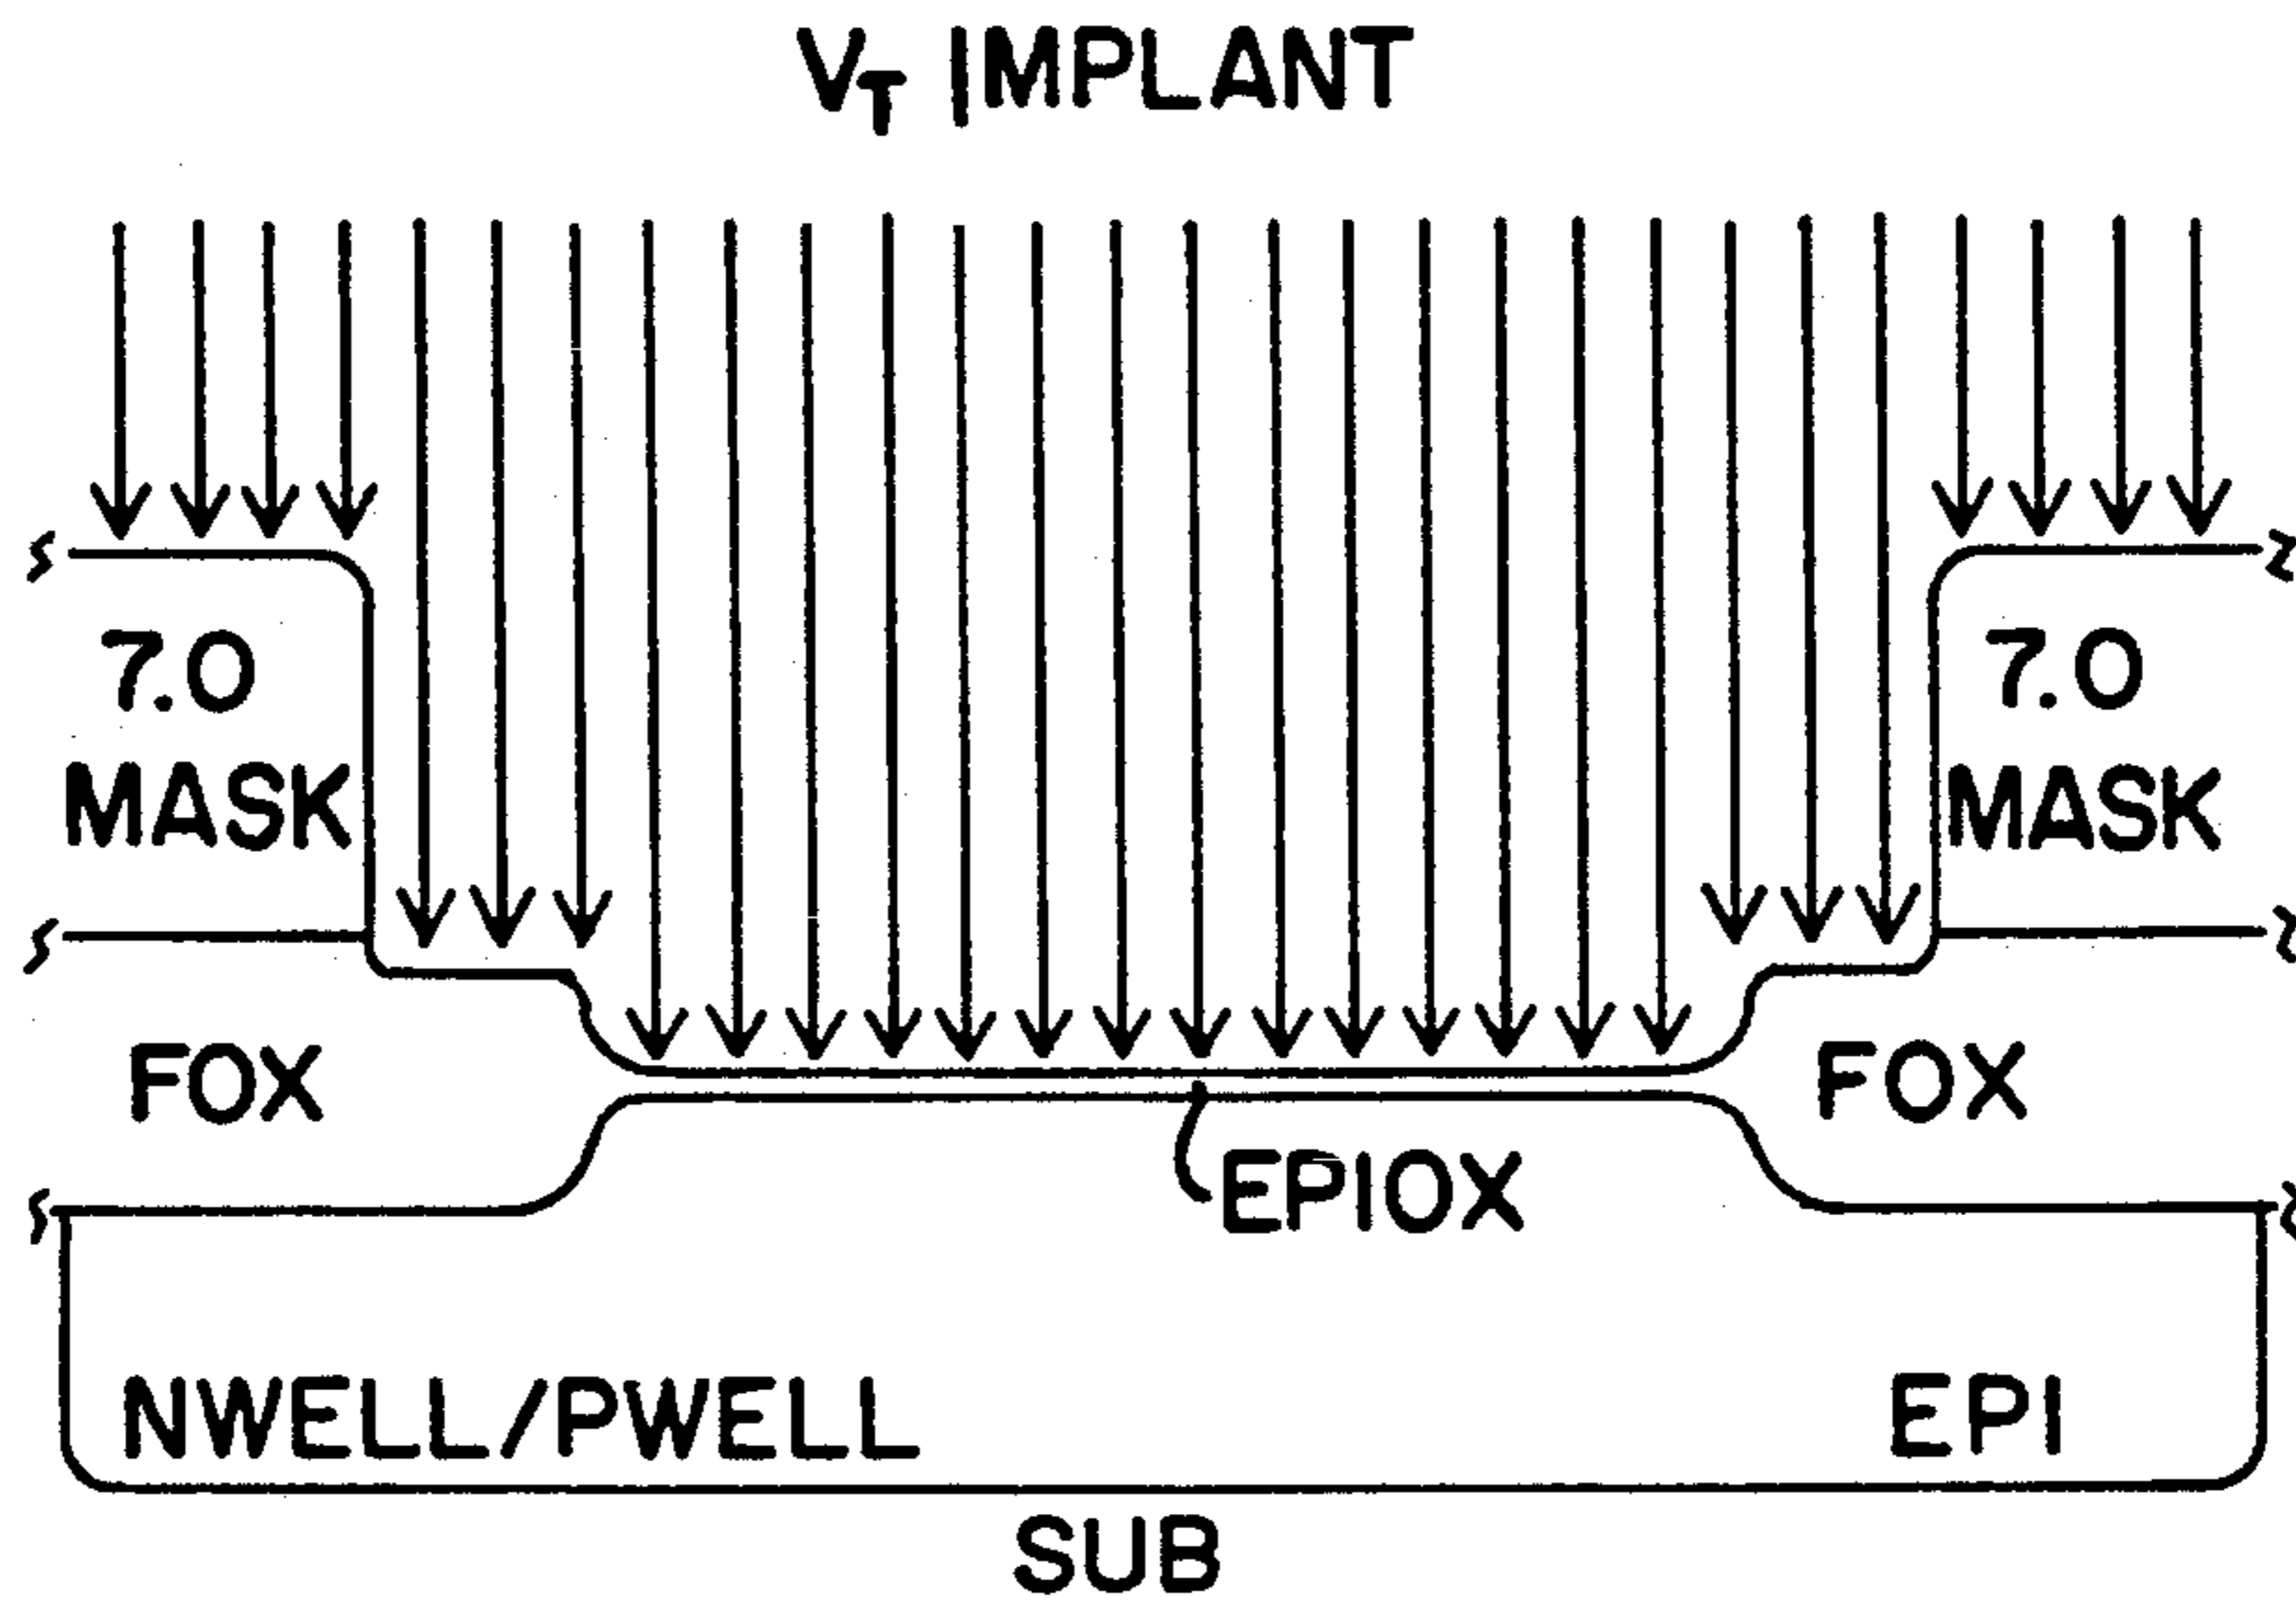 V_T IMPLANT
7.0
MASK
7.0
MASK
FOX
FOX
EPIOX
NWELL/PWELL
EPI
SUB